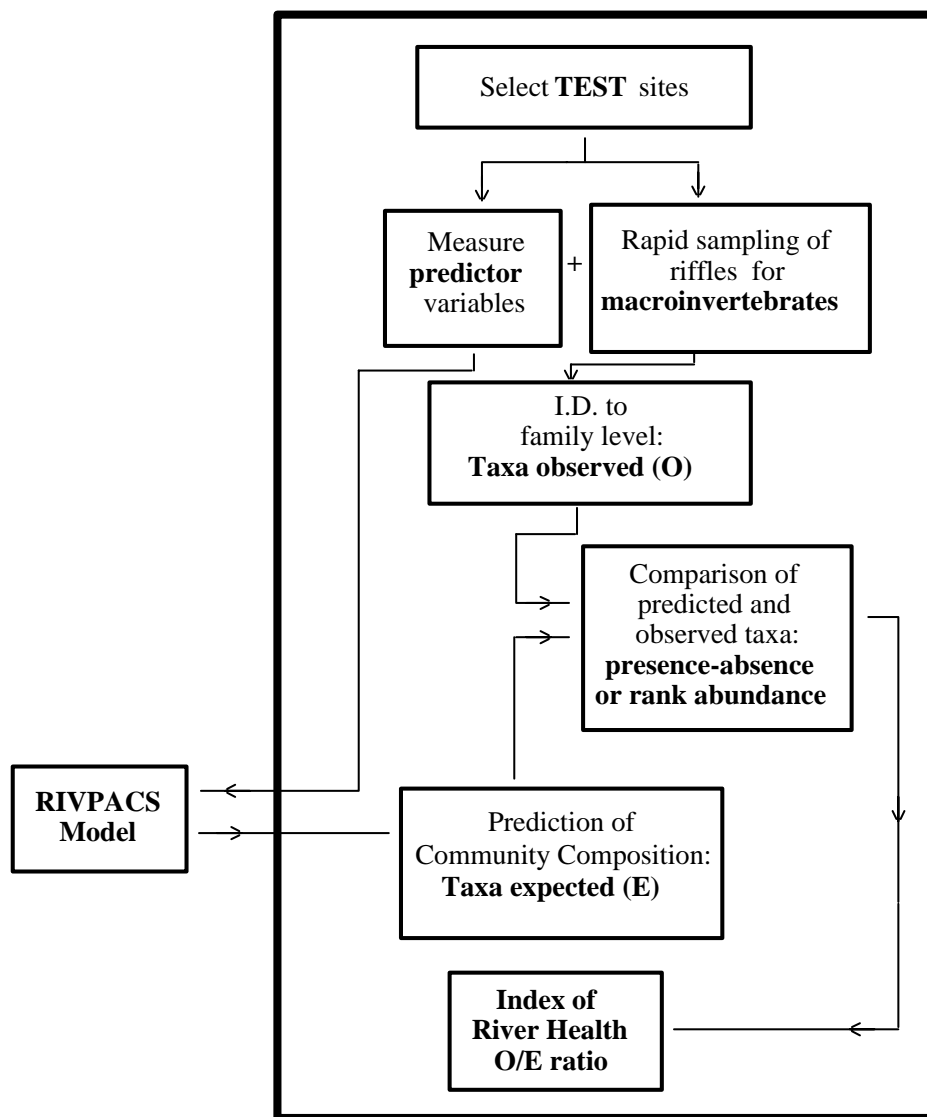 Select TEST sites
Measure
predictor
variables
+
Rapid sampling of
riffles for
macroinvertebrates
I.D. to
family level:
Taxa observed (O)
Comparison of
predicted and
observed taxa:
presence-absence
or rank abundance
RIVPACS
Model
Prediction of
Community Composition:
Taxa expected (E)
Index of
River Health
O/E ratio